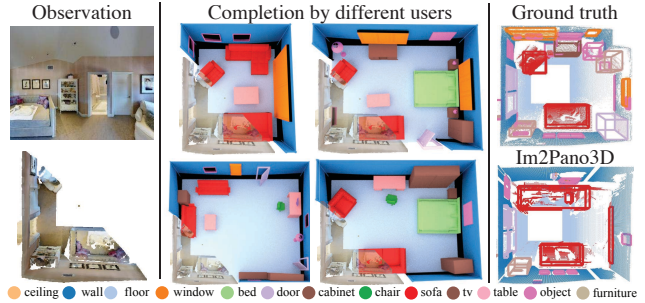 Observation
Completion by different users
Ground truth
Im2Pano3D
ceiling wall floor window bed door cabinet chair sofa tv table object furniture